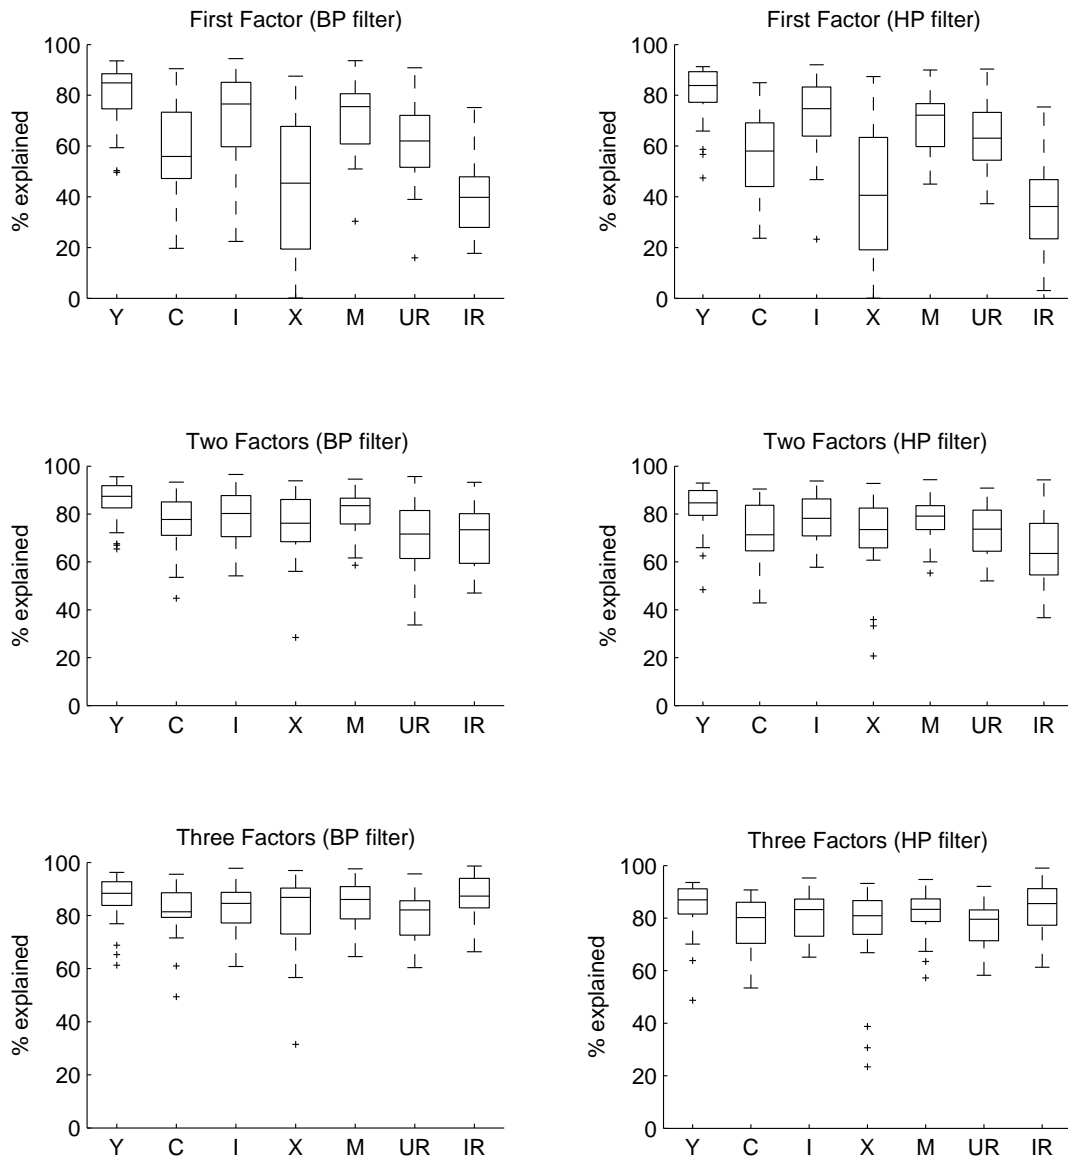 First Factor (BP filter)
% explained
100
80
60
40
20
0
Y C I X M UR IR
First Factor (HP filter)
% explained
100
80
60
40
20
0
Y C I X M UR IR
Two Factors (BP filter)
% explained
100
80
60
40
20
0
Y C I X M UR IR
Two Factors (HP filter)
% explained
100
80
60
40
20
0
Y C I X M UR IR
Three Factors (BP filter)
% explained
100
80
60
40
20
0
Y C I X M UR IR
Three Factors (HP filter)
% explained
100
80
60
40
20
0
Y C I X M UR IR